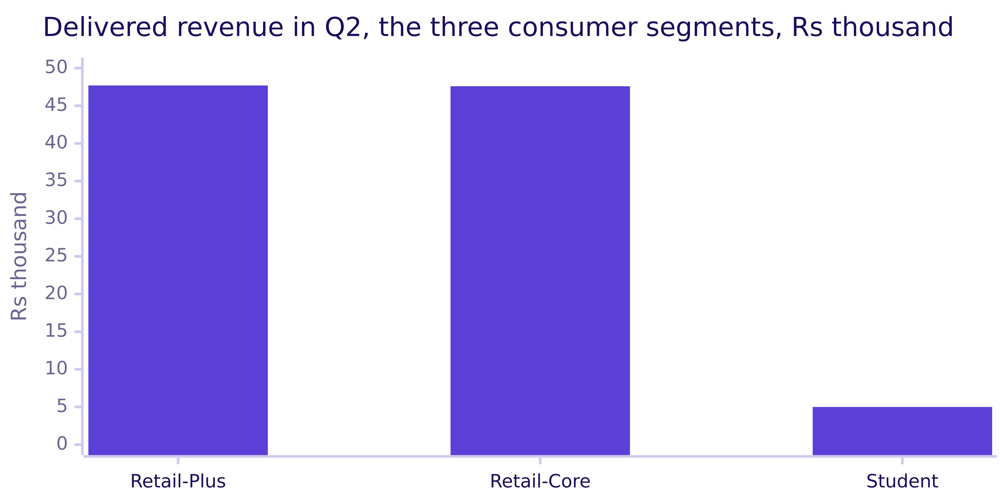 Delivered revenue in Q2, the three consumer segments, Rs thousand
50
45
40
35
30
25
20
15
10
5
0
Rs thousand
Retail-Plus
Retail-Core
Student